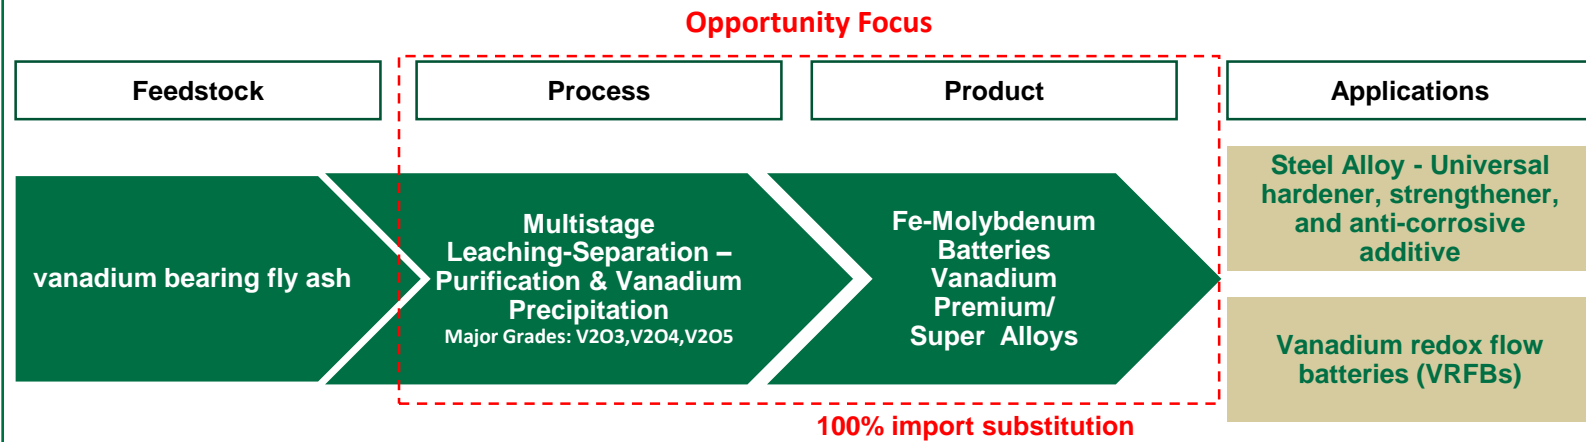 Opportunity Focus
Feedstock
Process
Product
Applications
vanadium bearing fly ash
Multistage
Leaching-Separation –
Purification & Vanadium
Precipitation
Major Grades: V2O3,V2O4,V2O5
Fe-Molybdenum
Batteries
Vanadium
Premium/
Super Alloys
Steel Alloy - Universal
hardener, strengthener,
and anti-corrosive
additive
Vanadium redox flow
batteries (VRFBs)
100% import substitution